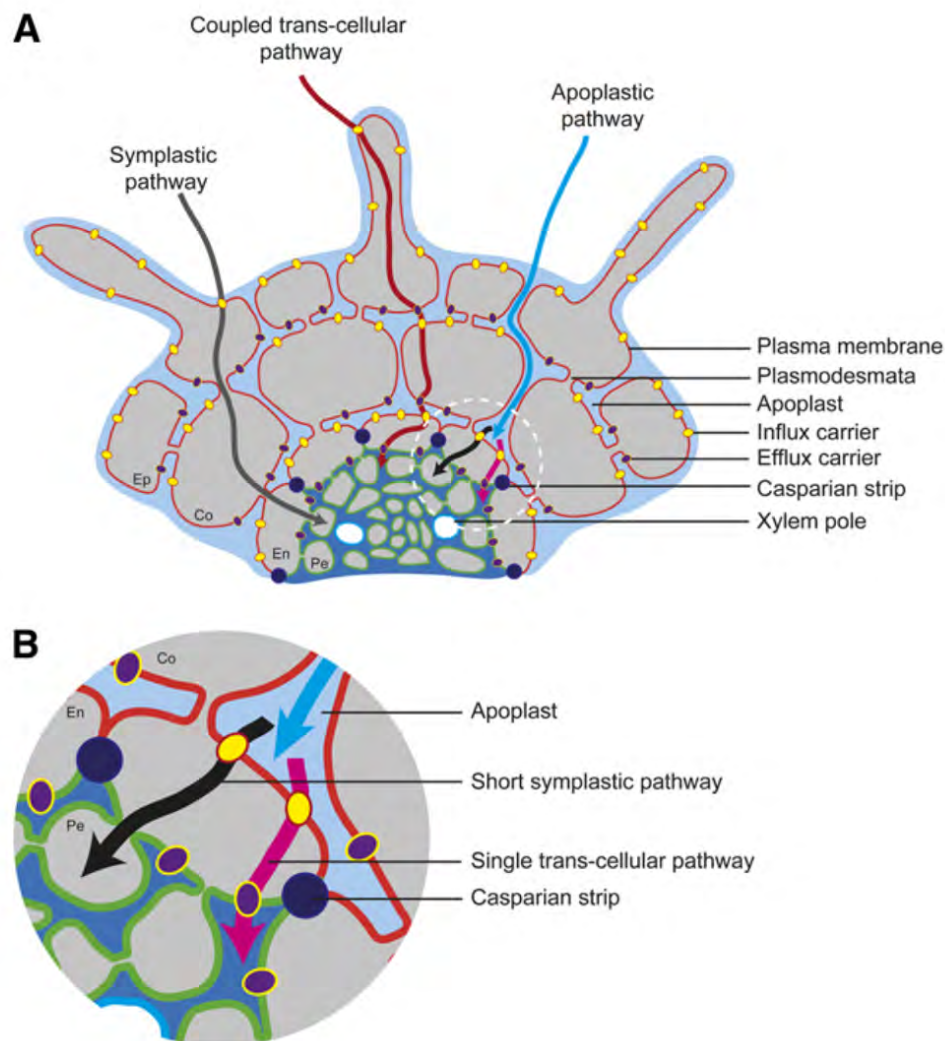 A
Coupled trans-cellular
pathway
Apoplastic
pathway
Symplastic
pathway
Plasma membrane
Plasmodesmata
Apoplast
Influx carrier
Efflux carrier
Casparian strip
Xylem pole
Ep
Co
En
Pe
B
Co
En
Pe
Apoplast
Short symplastic pathway
Single trans-cellular pathway
Casparian strip